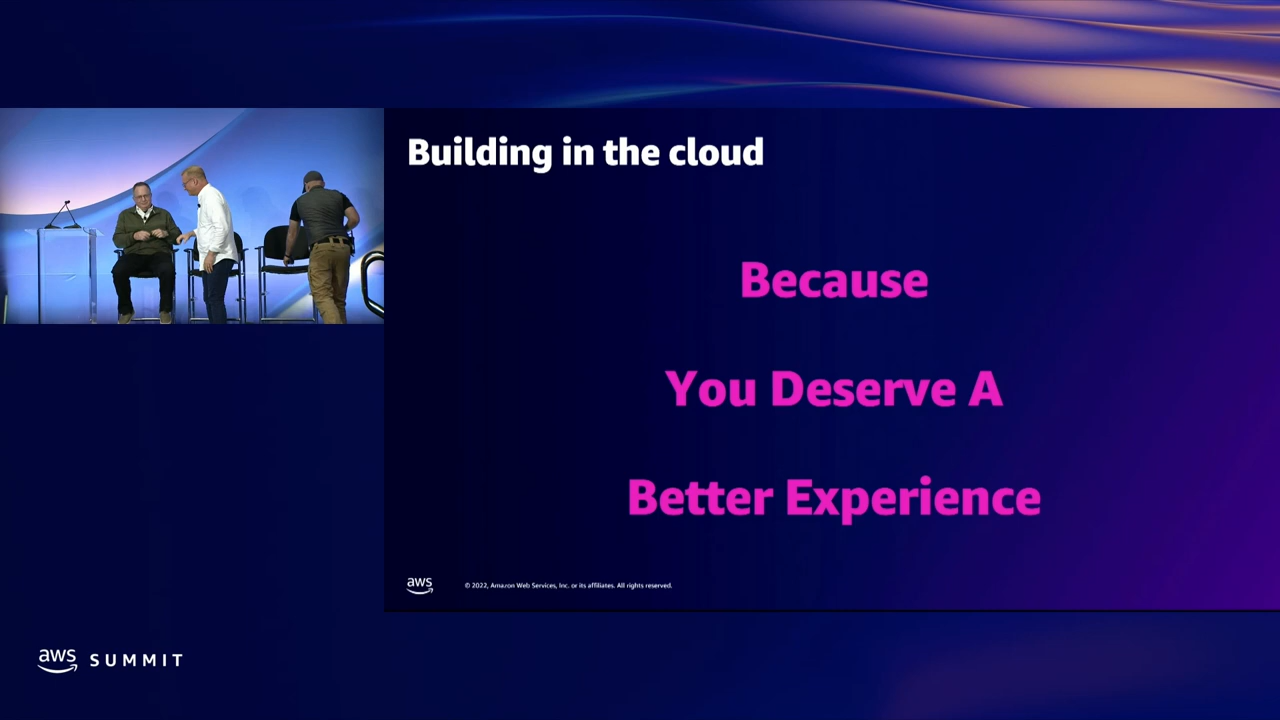 Building in the cloud
Because
You Deserve A
Better Experience
aws
© 2022, Amazon Web Services, Inc. or its affiliates. All rights reserved.
aws SUMMIT